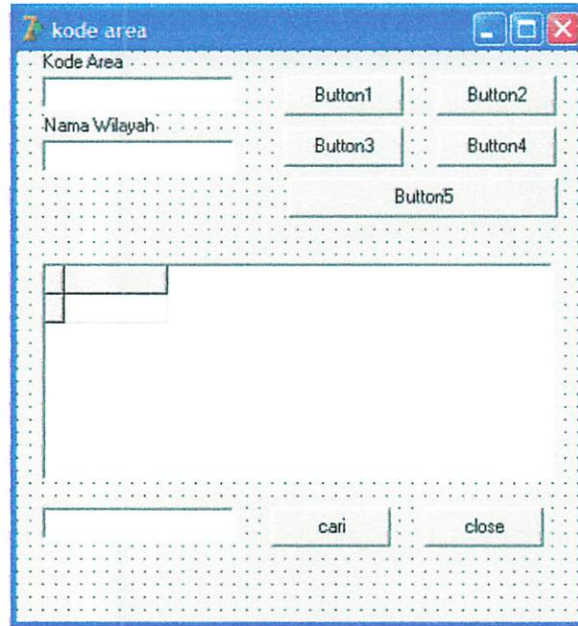 kode area
Kode Area
Button1 Button2
Nama Wilayah
Button3 Button4
Button5
cari close